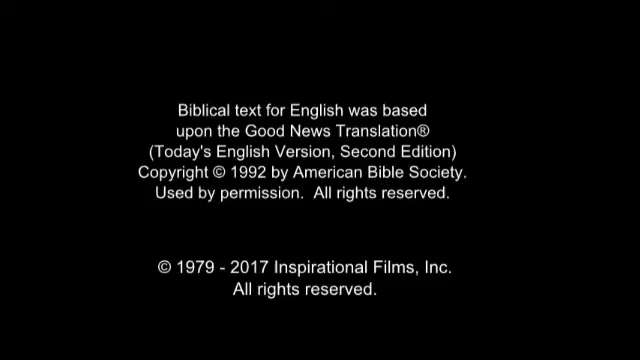 Biblical text for English was based
upon the Good News Translation®
(Today's English Version, Second Edition)
Copyright © 1992 by American Bible Society.
Used by permission.  All rights reserved.
© 1979 - 2017 Inspirational Films, Inc.
All rights reserved.